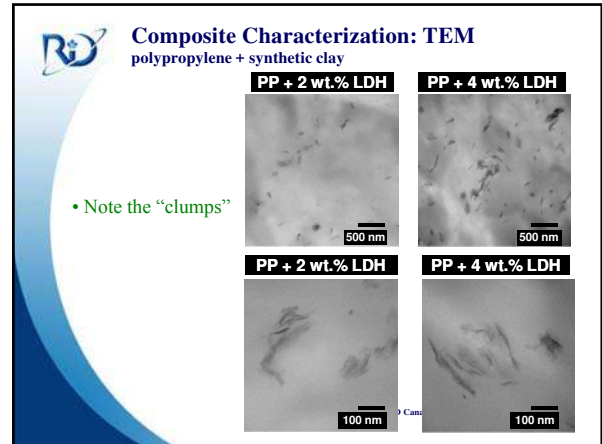 RiD
Composite Characterization: TEM
polypropylene + synthetic clay
PP + 2 wt.% LDH
PP + 4 wt.% LDH
500 nm
500 nm
• Note the “clumps”
PP + 2 wt.% LDH
PP + 4 wt.% LDH
100 nm
100 nm